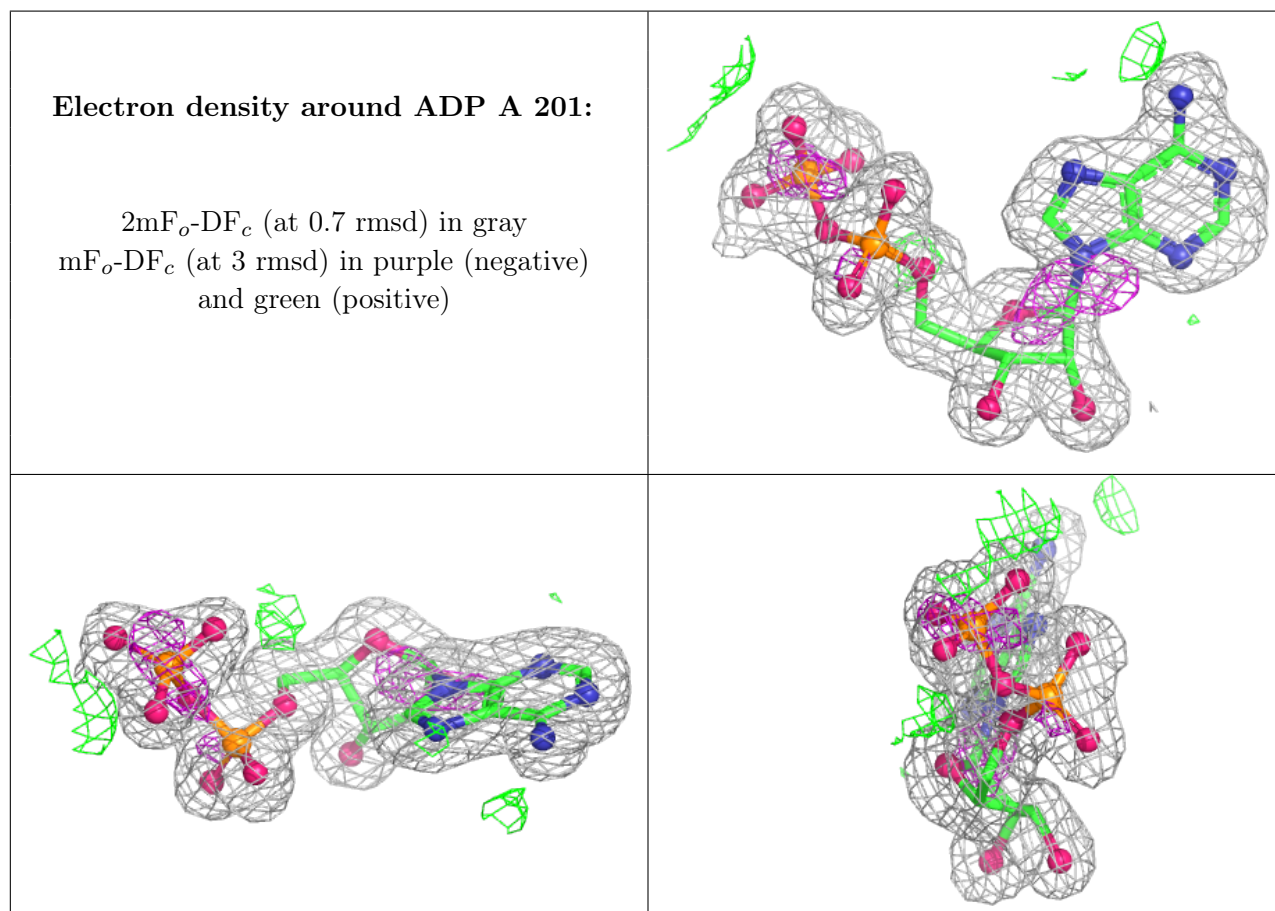 Electron density around ADP A 201:
2mFo-DFc (at 0.7 rmsd) in gray
mFo-DFc (at 3 rmsd) in purple (negative)
and green (positive)